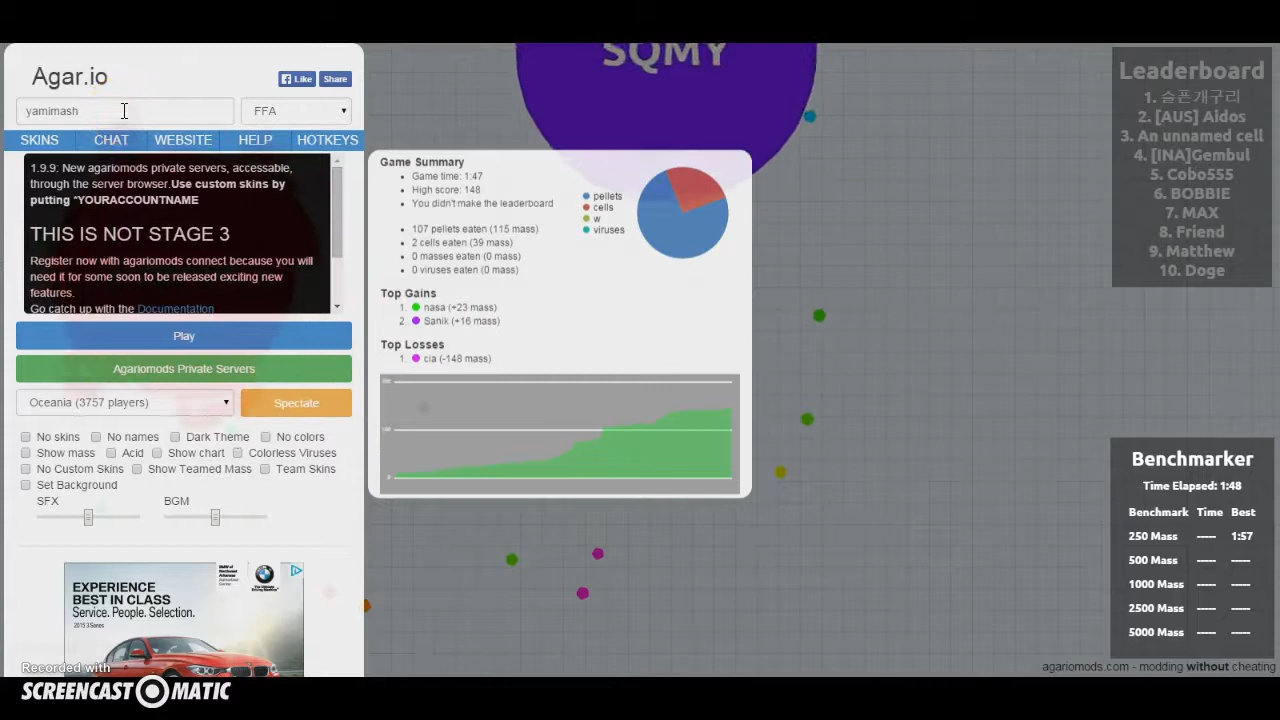 SQMY
Agar.io
Like
Share
yamimash
FFA
SKINS CHAT WEBSITE HELP HOTKEYS
1.9.9: New agariomods private servers, accessable,
through the server browser.Use custom skins by
putting *YOURACCOUNTNAME
THIS IS NOT STAGE 3
Register now with agariomods connect because you will
need it for some soon to be released exciting new
features.
Go catch up with the Documentation
Play
Agariomods Private Servers
Oceania (3757 players)
Spectate
No skins No names Dark Theme No colors
Show mass Acid Show chart Colorless Viruses
No Custom Skins Show Teamed Mass Team Skins
Set Background
SFX BGM
EXPERIENCE
BEST IN CLASS
Service. People. Selection.
2015 3 Series
Recorded with
SCREENCAST MATIC
Game Summary
Game time: 1:47
High score: 148
You didn't make the leaderboard
107 pellets eaten (115 mass)
2 cells eaten (39 mass)
0 masses eaten (0 mass)
0 viruses eaten (0 mass)
pellets
cells
w
viruses
Top Gains
1. nasa (+23 mass)
2. Sanik (+16 mass)
Top Losses
1. cia (-148 mass)
Leaderboard
1. 슬픈개구리
2. [AUS] Aidos
3. An unnamed cell
4. [INA]Gembul
5. Cobo555
6. BOBBIE
7. MAX
8. Friend
9. Matthew
10. Doge
Benchmarker
Time Elapsed: 1:48
Benchmark Time Best
250 Mass ----- 1:57
500 Mass ----- -----
1000 Mass ----- -----
2500 Mass ----- -----
5000 Mass ----- -----
agariomods.com - modding without cheating